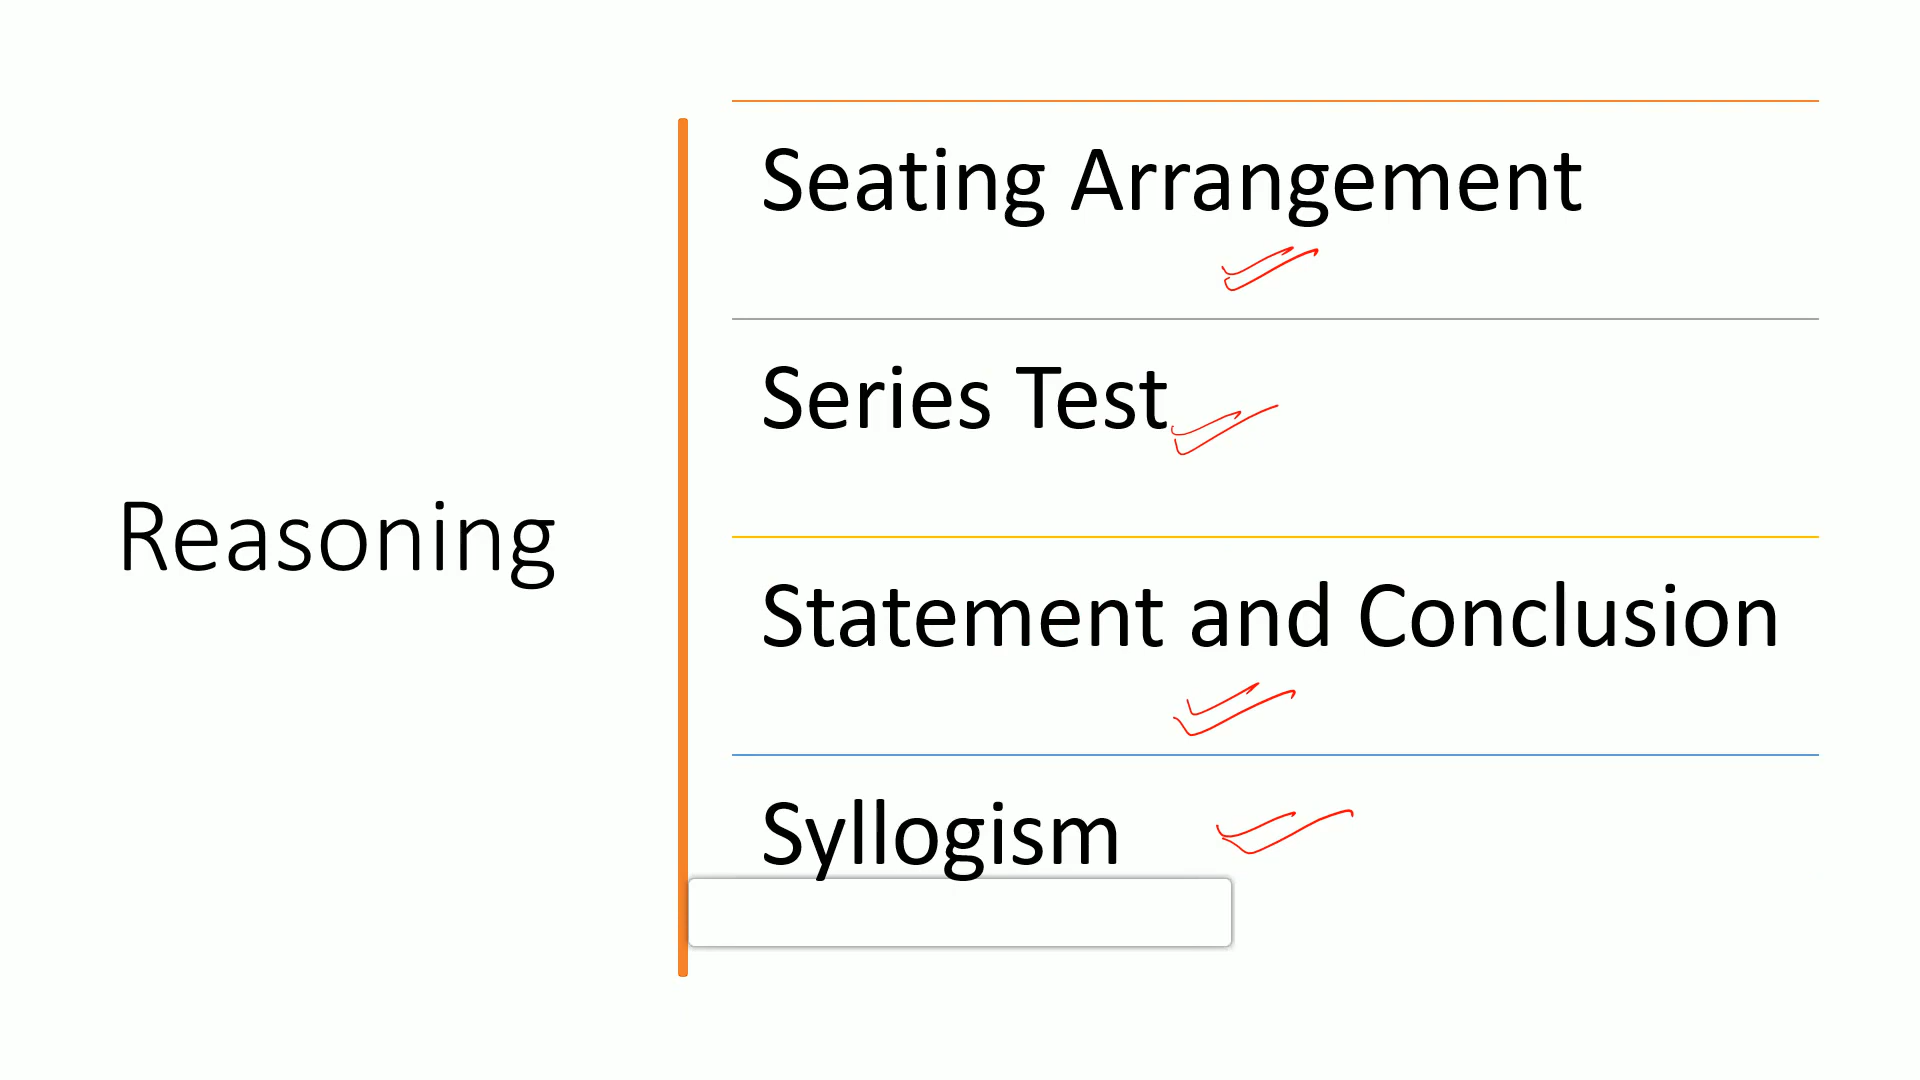 Reasoning
Seating Arrangement
Series Test
Statement and Conclusion
Syllogism